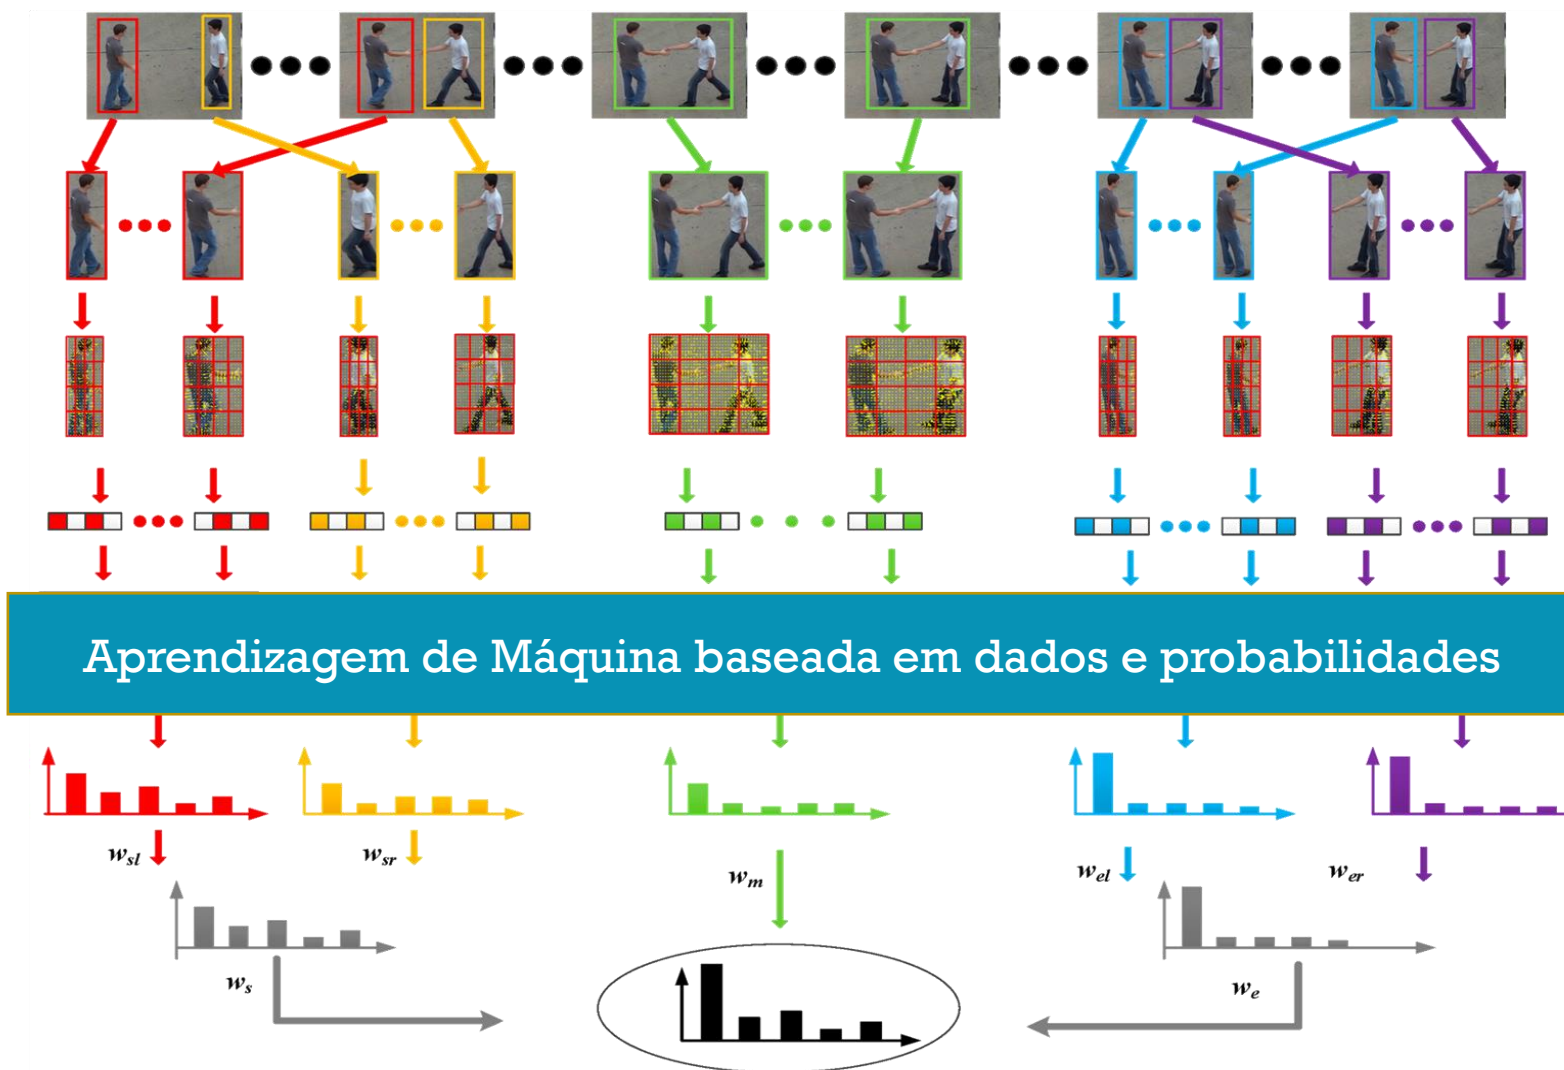 Aprendizagem de Máquina baseada em dados e probabilidades
w_sl
w_sr
w_m
w_el
w_er
w_s
w_e